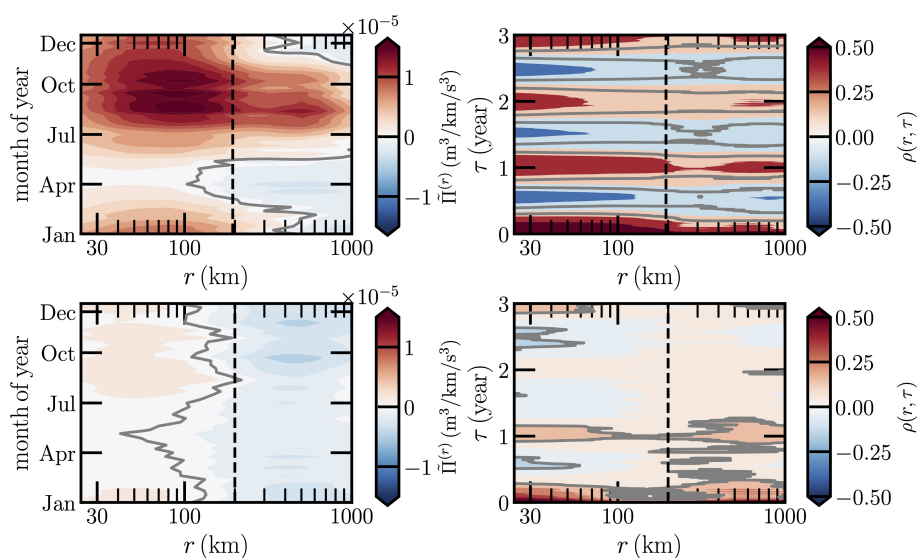 ×10⁻⁵
Dec
Oct
Jul
Apr
Jan
month of year
30
100
1000
r (km)
1
0
−1
Π̃⁽ʳ⁾ (m³/km/s³)
3
2
1
0
τ (year)
30
100
1000
r (km)
0.50
0.25
0.00
−0.25
−0.50
ρ(r, τ)
×10⁻⁵
Dec
Oct
Jul
Apr
Jan
month of year
30
100
1000
r (km)
1
0
−1
Π̃⁽ʳ⁾ (m³/km/s³)
3
2
1
0
τ (year)
30
100
1000
r (km)
0.50
0.25
0.00
−0.25
−0.50
ρ(r, τ)